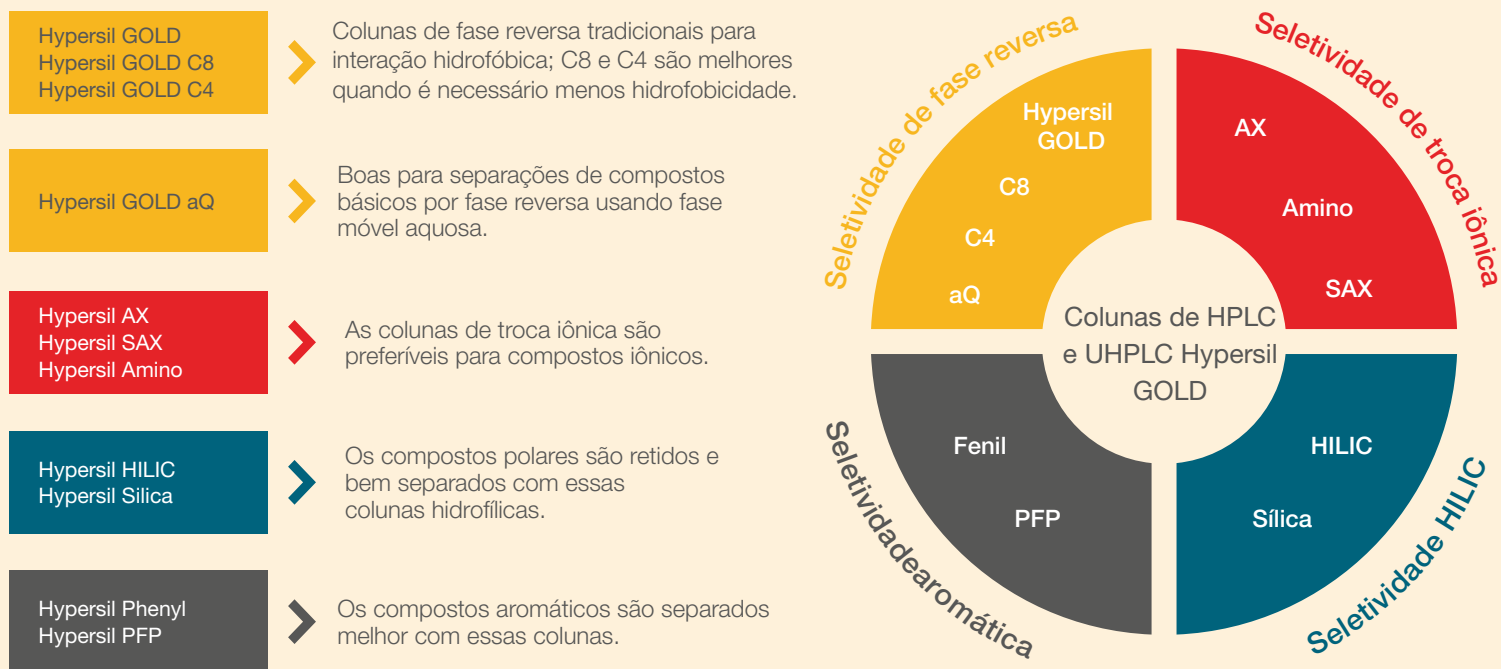 Hypersil GOLD
Hypersil GOLD C8
Hypersil GOLD C4
Colunas de fase reversa tradicionais para
interação hidrofóbica; C8 e C4 são melhores
quando é necessário menos hidrofobicidade.
Hypersil GOLD aQ
Boas para separações de compostos
básicos por fase reversa usando fase
móvel aquosa.
Hypersil AX
Hypersil SAX
Hypersil Amino
As colunas de troca iônica são
preferíveis para compostos iônicos.
Hypersil HILIC
Hypersil Silica
Os compostos polares são retidos e
bem separados com essas
colunas hidrofílicas.
Hypersil Phenyl
Hypersil PFP
Os compostos aromáticos são separados
melhor com essas colunas.
Seletividade de fase reversa
Hypersil
GOLD
C8
C4
aQ
Seletividade de troca iônica
AX
Amino
SAX
Colunas de HPLC
e UHPLC Hypersil
GOLD
Fenil
PFP
Seletividadearomática
HILIC
Sílica
Seletividade HILIC